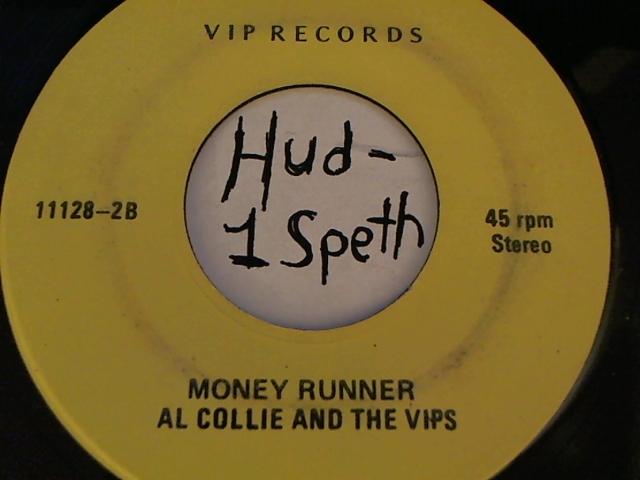 VIP RECORDS
Hud-
1 Speth
11128-2B
45 rpm
Stereo
MONEY RUNNER
AL COLLIE AND THE VIPS